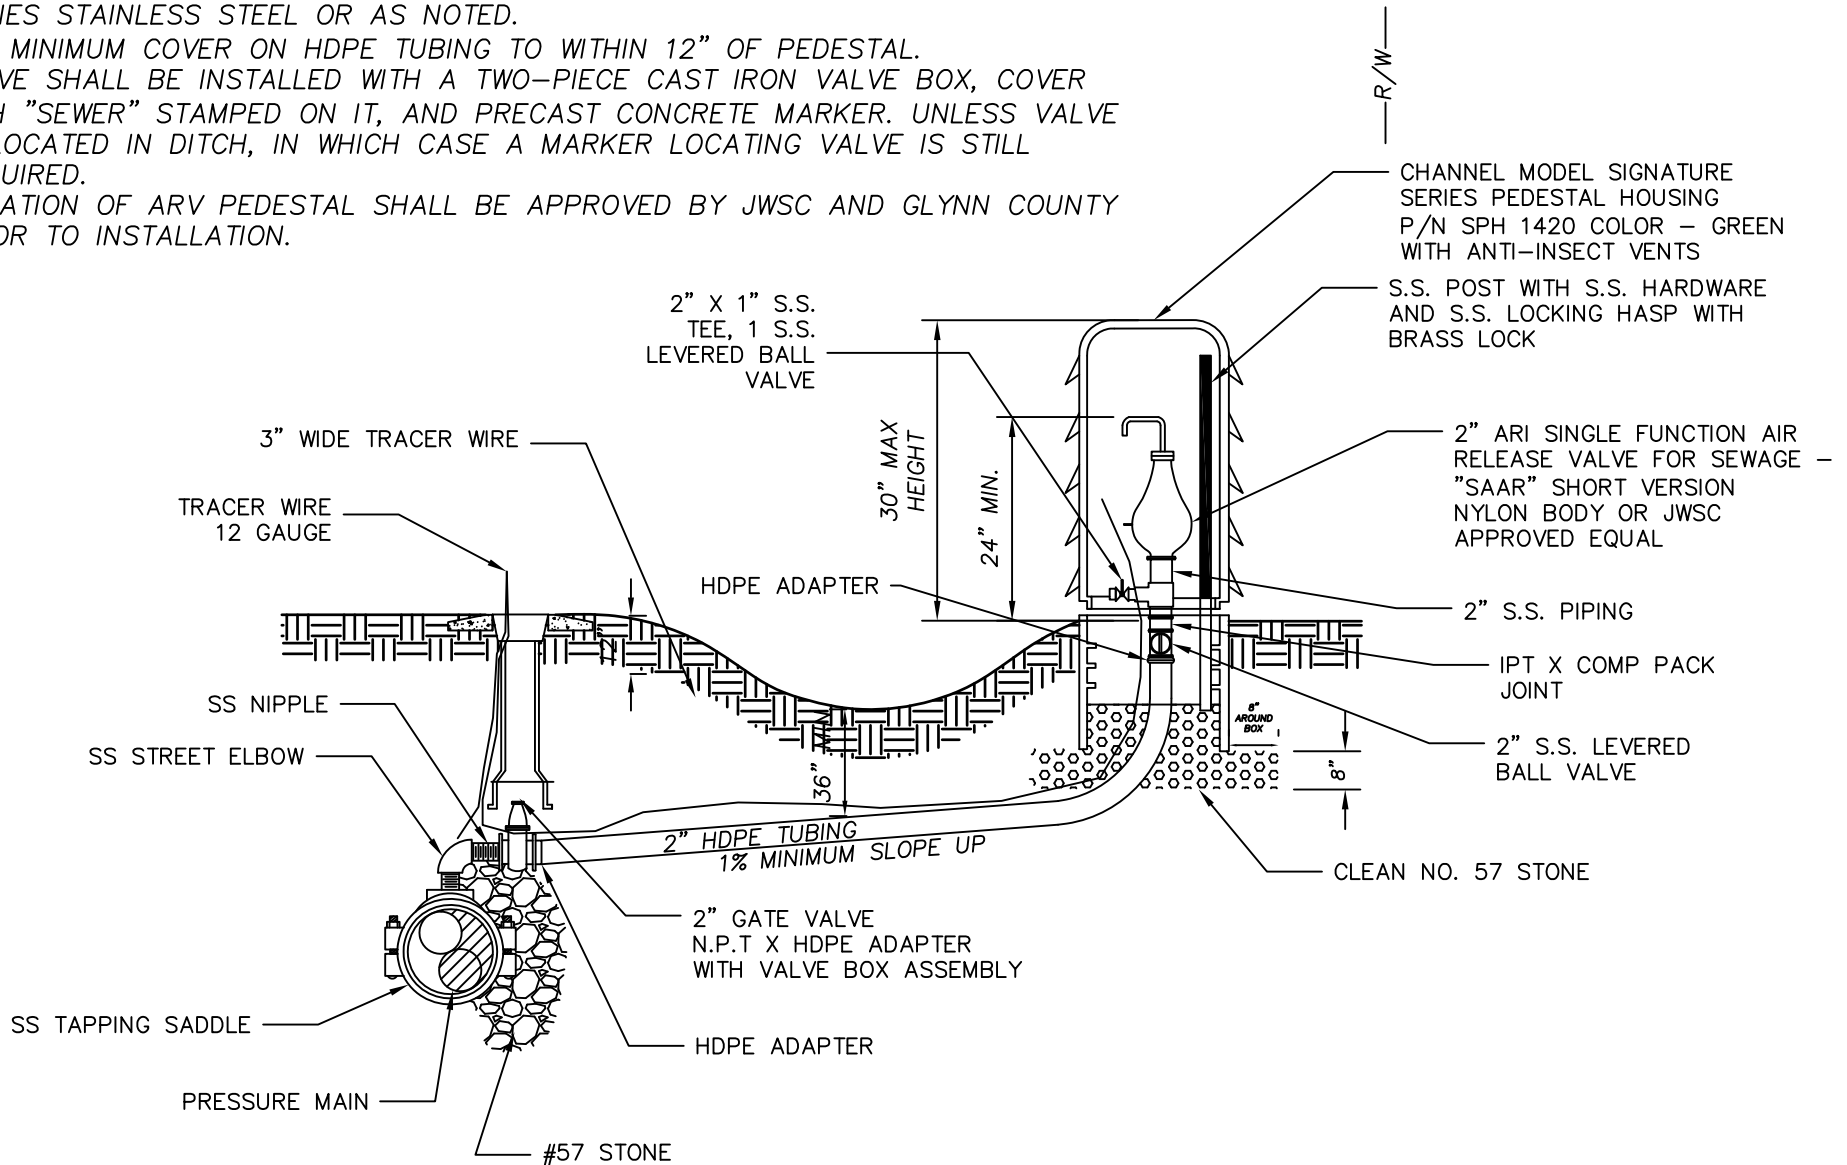 IES STAINLESS STEEL OR AS NOTED.
MINIMUM COVER ON HDPE TUBING TO WITHIN 12" OF PEDESTAL.
VE SHALL BE INSTALLED WITH A TWO-PIECE CAST IRON VALVE BOX, COVER
H "SEWER" STAMPED ON IT, AND PRECAST CONCRETE MARKER. UNLESS VALVE
LOCATED IN DITCH, IN WHICH CASE A MARKER LOCATING VALVE IS STILL
UIRED.
ATION OF ARV PEDESTAL SHALL BE APPROVED BY JWSC AND GLYNN COUNTY
OR TO INSTALLATION.
R/W
CHANNEL MODEL SIGNATURE
SERIES PEDESTAL HOUSING
P/N SPH 1420 COLOR - GREEN
WITH ANTI-INSECT VENTS
S.S. POST WITH S.S. HARDWARE
AND S.S. LOCKING HASP WITH
BRASS LOCK
2" X 1" S.S.
TEE, 1 S.S.
LEVERED BALL
VALVE
3" WIDE TRACER WIRE
TRACER WIRE
12 GAUGE
30" MAX
HEIGHT
24" MIN.
2" ARI SINGLE FUNCTION AIR
RELEASE VALVE FOR SEWAGE -
"SAAR" SHORT VERSION
NYLON BODY OR JWSC
APPROVED EQUAL
HDPE ADAPTER
2" S.S. PIPING
12"
IPT X COMP PACK
JOINT
SS NIPPLE
SS STREET ELBOW
36" MIN
8"
AROUND
BOX
2" S.S. LEVERED
BALL VALVE
8"
2" HDPE TUBING
1% MINIMUM SLOPE UP
CLEAN NO. 57 STONE
2" GATE VALVE
N.P.T X HDPE ADAPTER
WITH VALVE BOX ASSEMBLY
SS TAPPING SADDLE
HDPE ADAPTER
PRESSURE MAIN
#57 STONE